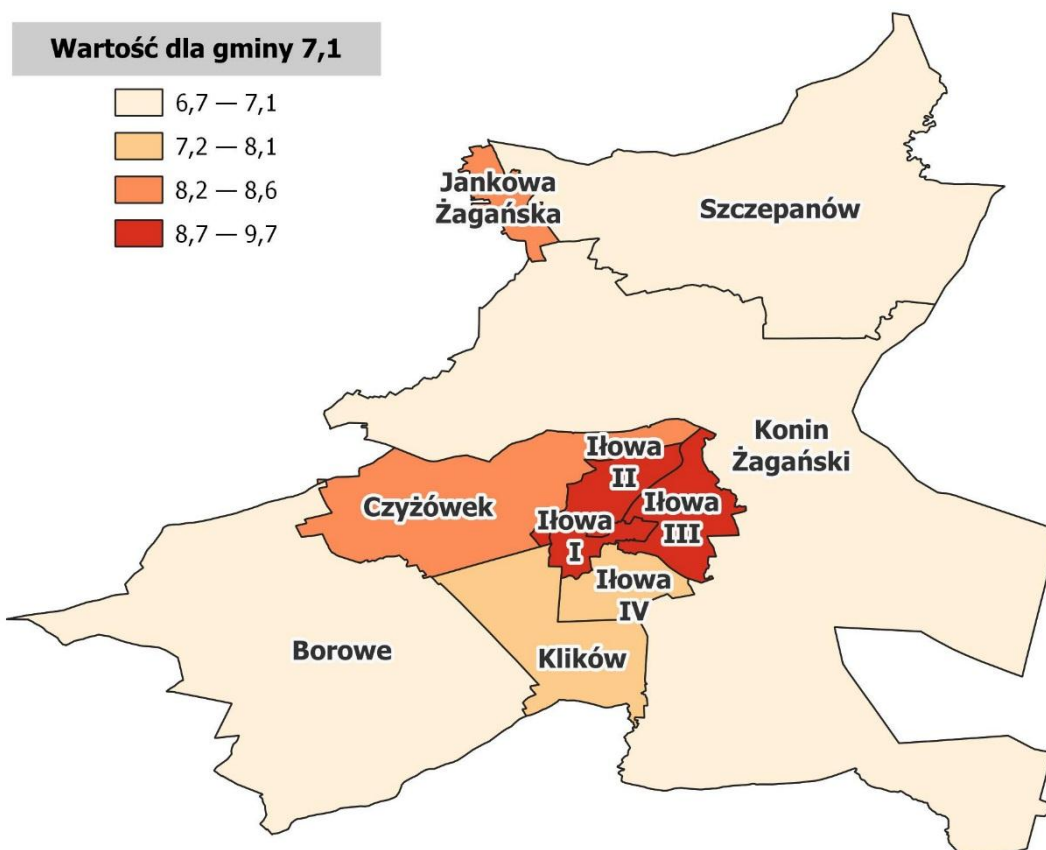 Wartość dla gminy 7,1
6,7 — 7,1
7,2 — 8,1
8,2 — 8,6
8,7 — 9,7
Jankowa
Żagańska
Szczepanów
Konin
Żagański
Iłowa
II
Czyżówek
Iłowa
III
Iłowa
I
Iłowa
IV
Borowe
Klików